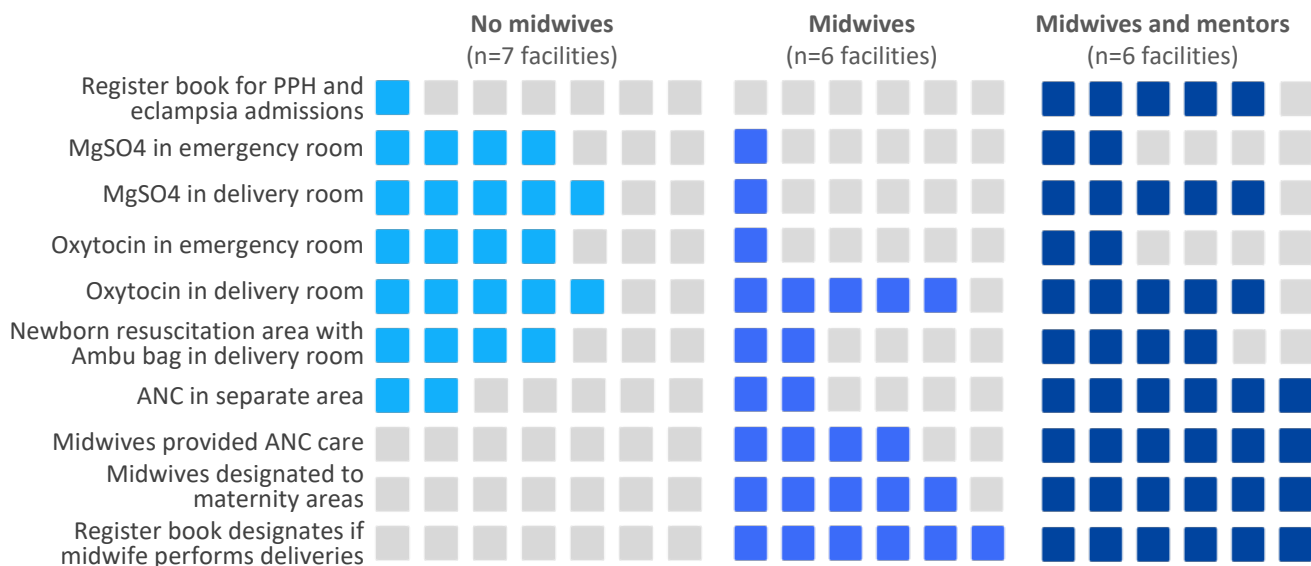 No midwives
(n=7 facilities)
Midwives
(n=6 facilities)
Midwives and mentors
(n=6 facilities)
Register book for PPH and
eclampsia admissions
MgSO4 in emergency room
MgSO4 in delivery room
Oxytocin in emergency room
Oxytocin in delivery room
Newborn resuscitation area with
Ambu bag in delivery room
ANC in separate area
Midwives provided ANC care
Midwives designated to
maternity areas
Register book designates if
midwife performs deliveries